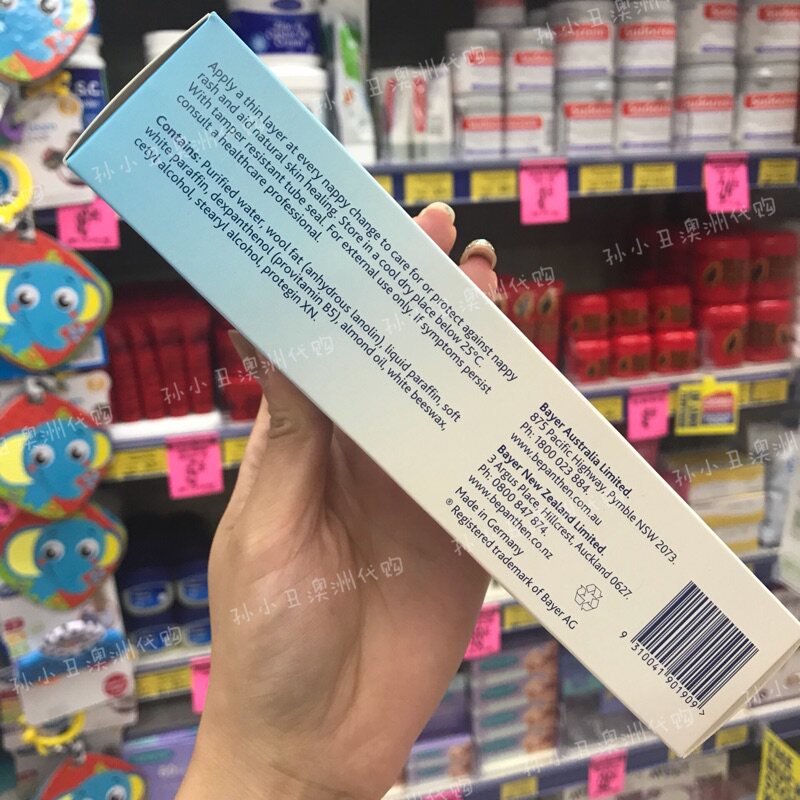 Apply a thin layer at every nappy change to care for or protect against nappy
rash and aid natural skin healing. Store in a cool dry place below 25°C.
With tamper resistant tube seal. For external use only. If symptoms persist
consult a healthcare professional.
Contains: Purified water, wool fat (anhydrous lanolin), liquid paraffin, soft
white paraffin, dexpanthenol (provitamin B5), almond oil, white beeswax,
cetyl alcohol, stearyl alcohol, protegin XN.
Bayer Australia Limited.
875 Pacific Highway, Pymble NSW 2073.
Ph: 1800 023 884.
www.bepanthen.com.au
Bayer New Zealand Limited.
3 Argus Place, Hillcrest, Auckland 0627.
Ph: 0800 847 874.
www.bepanthen.co.nz
Made in Germany
® Registered trademark of Bayer AG
9 310041 901909
孙小丑澳洲代购